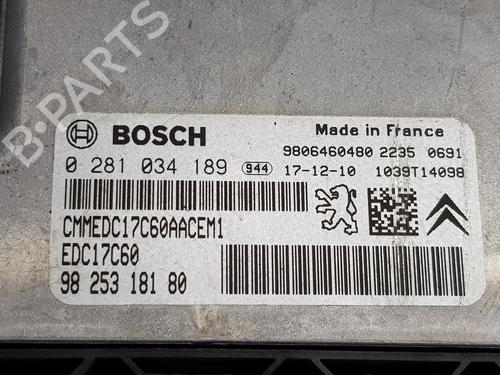 B-PARTS
BOSCH
Made in France
0 281 034 189 944 17-12-10
9806460480 2235 0691
1039T14098
CMMEDC17C60AACEM1
EDC17C60
98 253 181 80